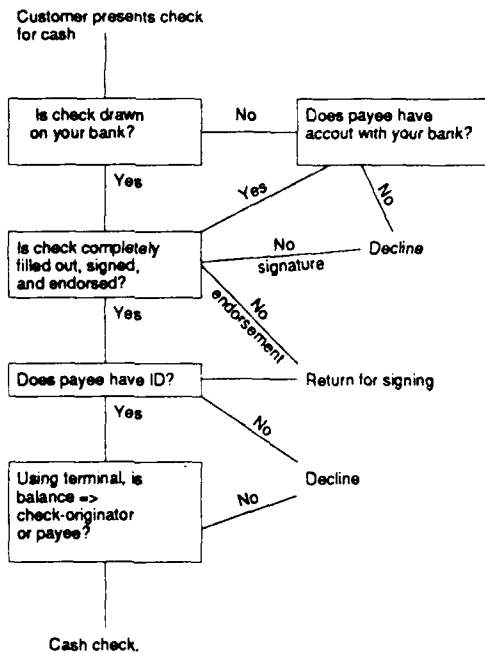 Customer presents check
for cash
Is check drawn
on your bank?
No
Does payee have
accout with your bank?
Yes
Yes
No
Is check completely
filled out, signed,
and endorsed?
No
signature
Decline
No
endorsement
Yes
Does payee have ID?
Return for signing
Yes
No
Using terminal, is
balance =>
check-originator
or payee?
No
Decline
Cash check.